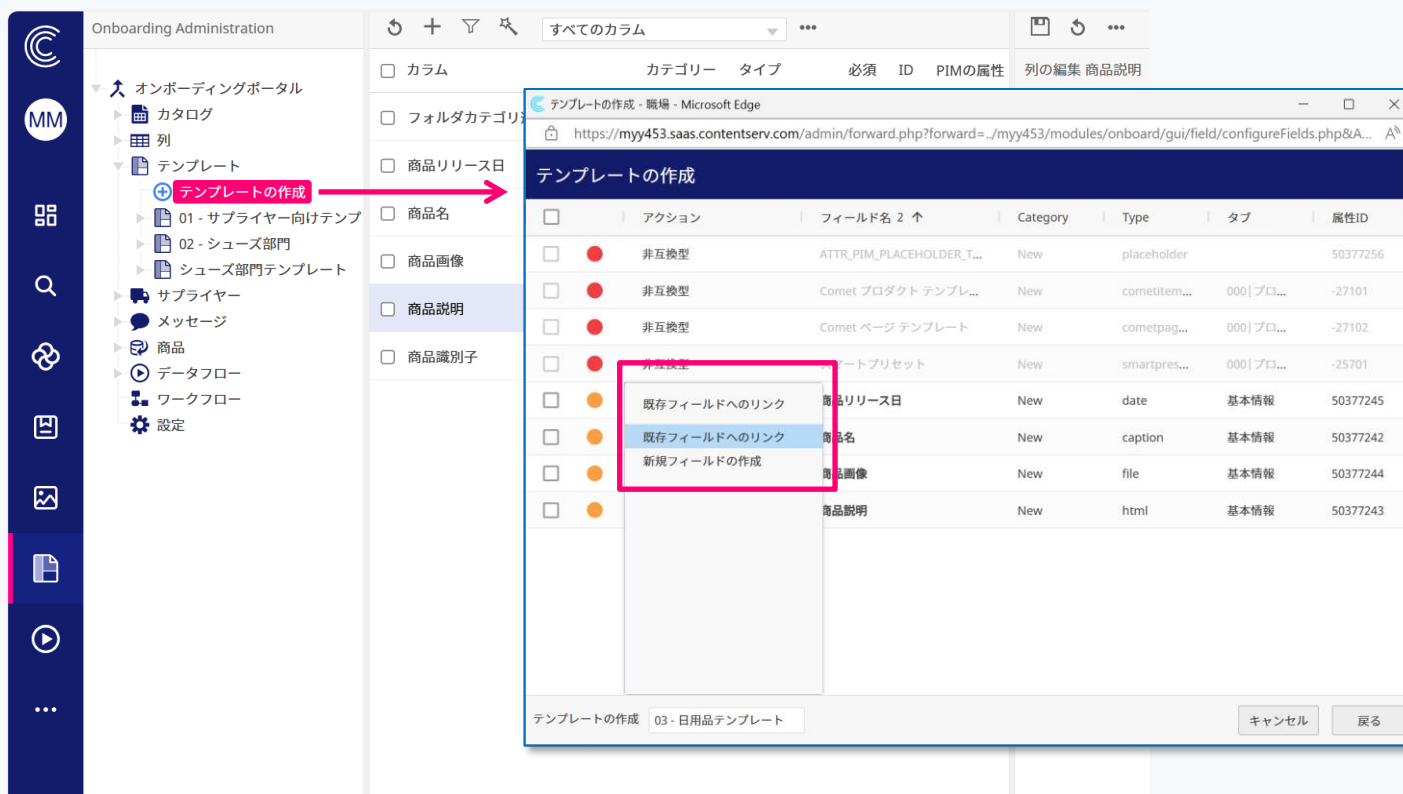 Onboarding Administration
すべてのカラム
MM
オンボーディングポータル
カタログ
列
テンプレート
テンプレートの作成
01 - サプライヤー向けテンプ
02 - シューズ部門
シューズ部門テンプレート
サプライヤー
メッセージ
商品
データフロー
ワークフロー
設定
カラム カテゴリー タイプ 必須 ID PIMの属性
フォルダカテゴリ
商品リリース日
商品名
商品画像
商品説明
商品識別子
列の編集 商品説明
テンプレートの作成 - 職場 - Microsoft Edge
https://myy453.saas.contentserv.com/admin/forward.php?forward=../myy453/modules/onboard/gui/field/configureFields.php&A...
テンプレートの作成
アクション フィールド名 2 Category Type タブ 属性ID
非互換型 ATTR_PIM_PLACEHOLDER_T... New placeholder 50377256
非互換型 Comet プロダクト テンプレ... New cometitem... 000|プロ... -27101
非互換型 Comet ページ テンプレート New cometpag... 000|プロ... -27102
非互換型 スマートプリセット New smartpres... 000|プロ... -25701
既存フィールドへのリンク 商品リリース日 New date 基本情報 50377245
既存フィールドへのリンク 商品名 New caption 基本情報 50377242
新規フィールドの作成
商品画像 New file 基本情報 50377244
商品説明 New html 基本情報 50377243
テンプレートの作成 03 - 日用品テンプレート キャンセル 戻る